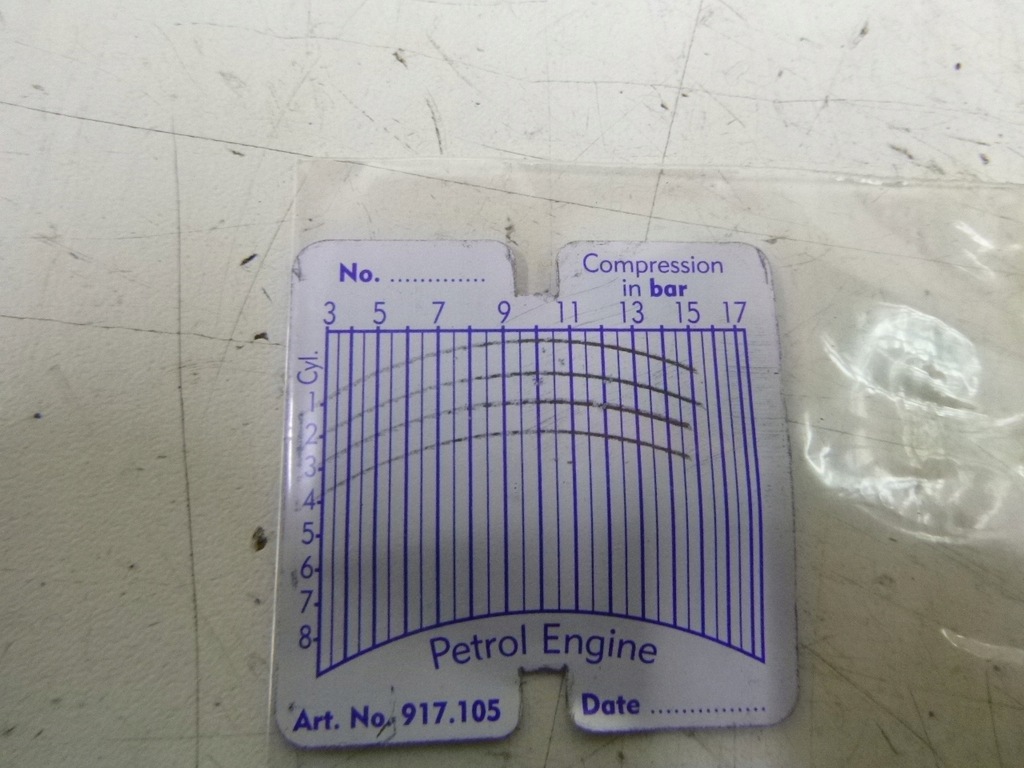 No. .............
Compression
in bar
3 5 7 9 11 13 15 17
Cyl.
1
2
3
4
5
6
7
8
Petrol Engine
Art. No. 917.105
Date ...............